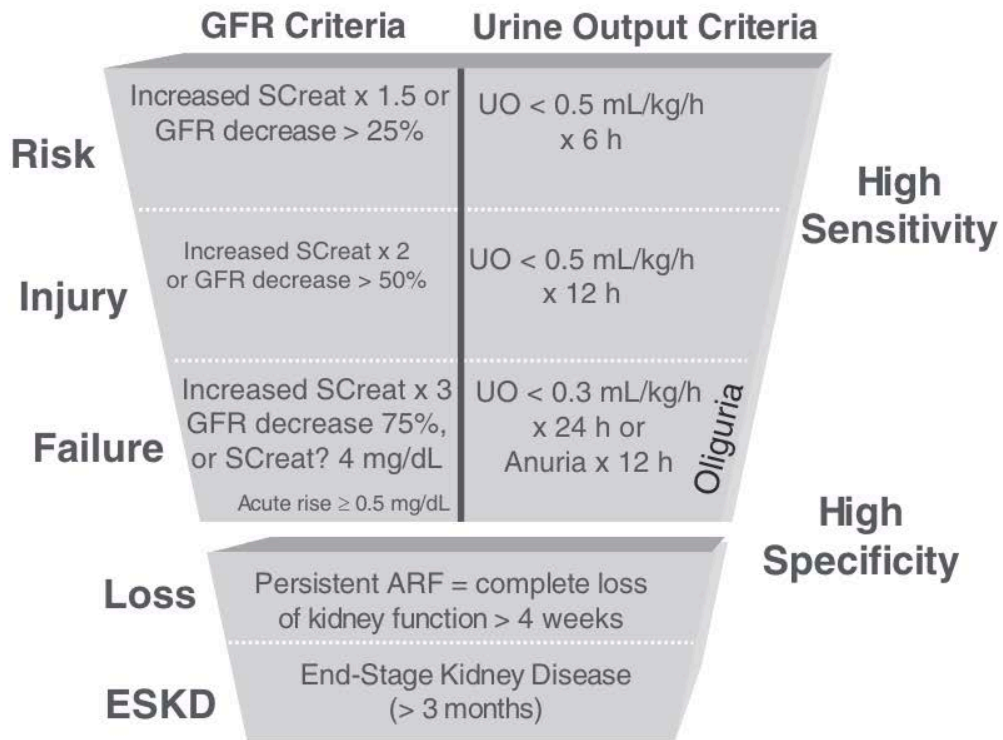 GFR Criteria
Urine Output Criteria
Risk
Increased SCreat x 1.5 or
GFR decrease > 25%
UO < 0.5 mL/kg/h
x 6 h
High
Sensitivity
Injury
Increased SCreat x 2
or GFR decrease > 50%
UO < 0.5 mL/kg/h
x 12 h
Failure
Increased SCreat x 3
GFR decrease 75%,
or SCreat? 4 mg/dL
Acute rise ≥ 0.5 mg/dL
UO < 0.3 mL/kg/h
x 24 h or
Anuria x 12 h
Oliguria
High
Specificity
Loss
Persistent ARF = complete loss
of kidney function > 4 weeks
ESKD
End-Stage Kidney Disease
(> 3 months)